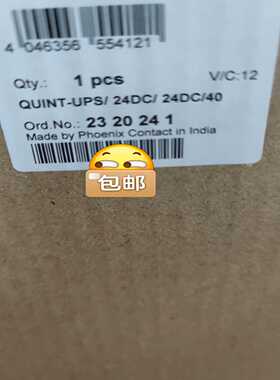 4 046356 554121
Qty.: 1 pcs V/C:12
QUINT-UPS/ 24DC/ 24DC/40
Ord.No.: 23 20 24 1
Made by Phoenix Contact in India
包邮